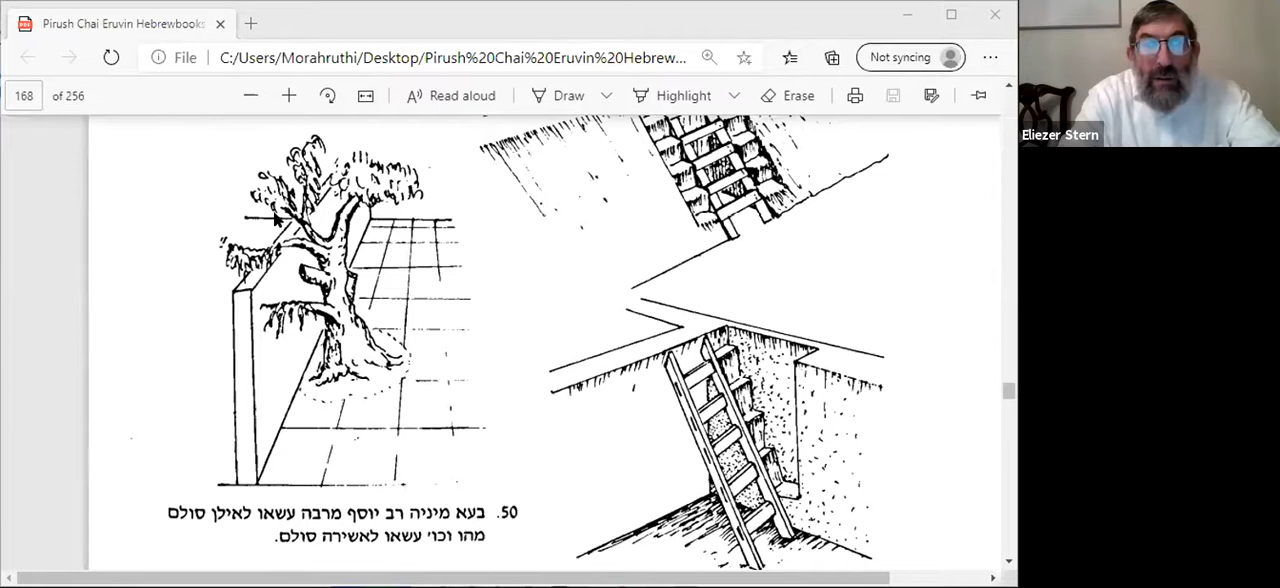 Pirush Chai Eruvin Hebrewbooks
Not syncing
File C:/Users/Morahruthi/Desktop/Pirush%20Chai%20Eruvin%20Hebrew...
168 of 256
Read aloud
Draw
Highlight
Erase
Eliezer Stern
50. בעא מיניה רב יוסף מרבה עשאו לאילן סולם
מהו וכו׳ עשאו לאשירה סולם.